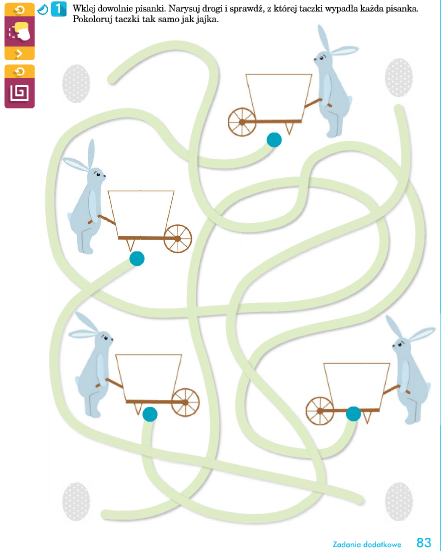 1 Wklej dowolnie pisanki. Narysuj drogi i sprawdź, z której taczki wypadła każda pisanka.
Pokoloruj taczki tak samo jak jajka.
Zadania dodatkowe 83